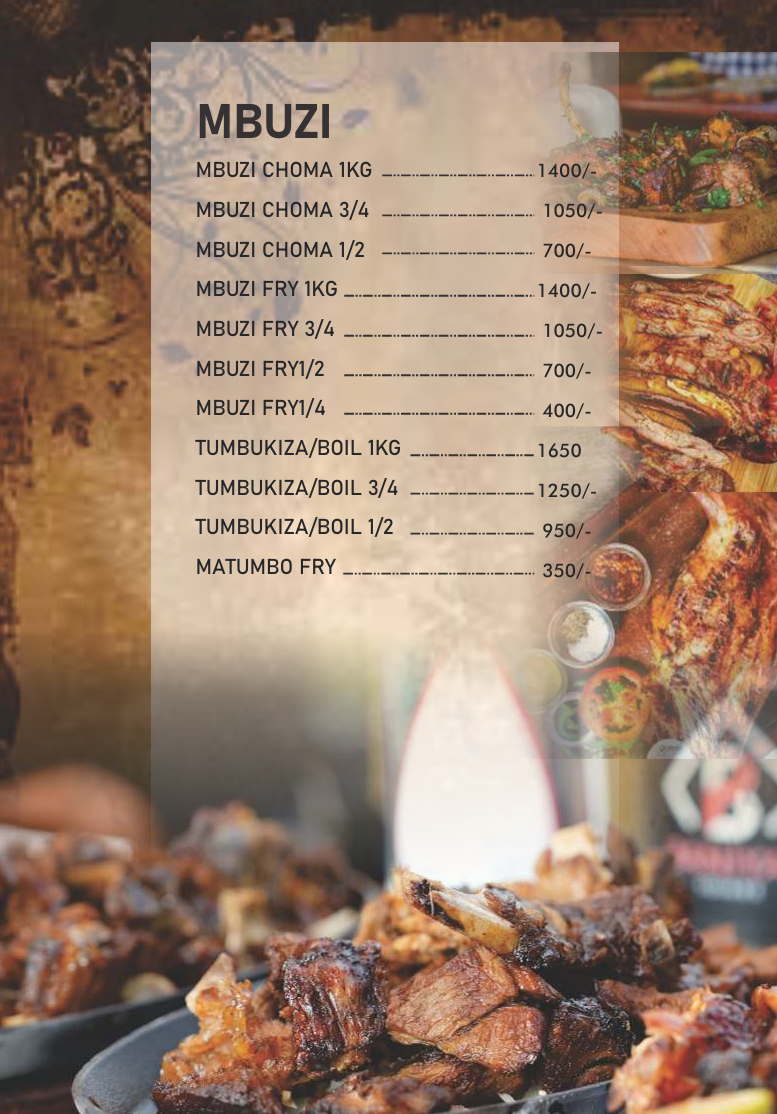 MBUZI
MBUZI CHOMA 1KG 1400/-
MBUZI CHOMA 3/4 1050/-
MBUZI CHOMA 1/2 700/-
MBUZI FRY 1KG 1400/-
MBUZI FRY 3/4 1050/-
MBUZI FRY1/2 700/-
MBUZI FRY1/4 400/-
TUMBUKIZA/BOIL 1KG 1650
TUMBUKIZA/BOIL 3/4 1250/-
TUMBUKIZA/BOIL 1/2 950/-
MATUMBO FRY 350/-